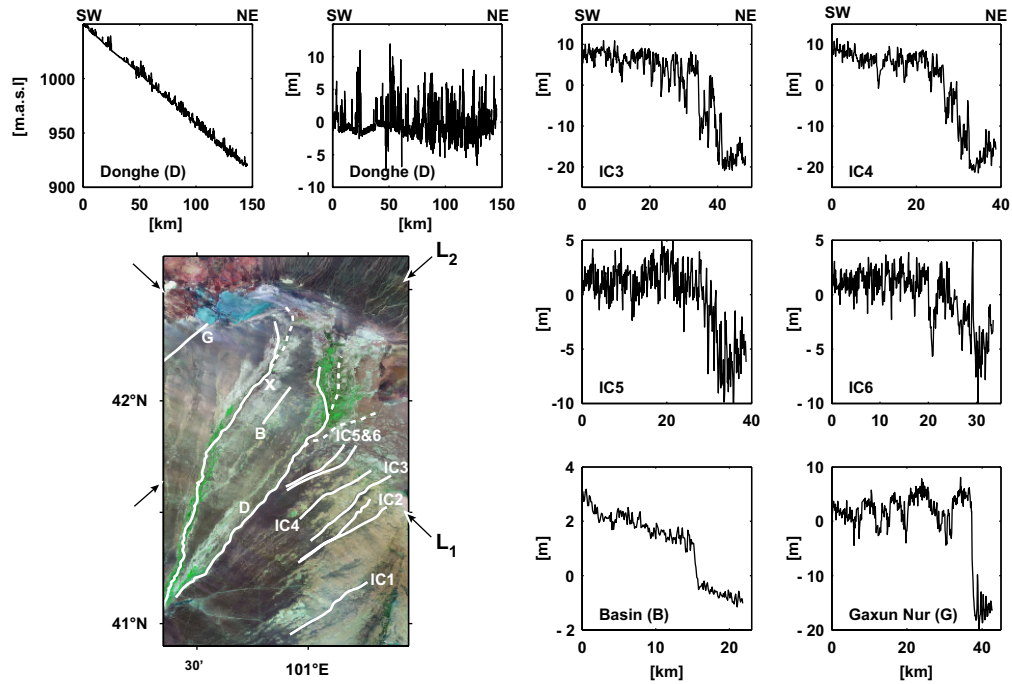 SW NE
[m.a.s.l]
1000
950
900
0 50 100 150
[km]
Donghe (D)
SW NE
[m]
10
5
0
- 5
- 10
0 50 100 150
[km]
Donghe (D)
SW NE
[m]
10
0
- 10
- 20
0 20 40
IC3
SW NE
10
0
- 10
- 20
0 10 20 30 40
IC4
[m]
5
0
-5
-10
0 10 20 30 40
IC5
[m]
5
0
-5
- 10
0 10 20 30
IC6
[m]
4
2
0
- 2
0 10 20
[km]
Basin (B)
[m]
10
0
- 10
- 20
0 20 40
[km]
Gaxun Nur (G)
L2
G
X
B
IC5&6
IC3
D
IC2
IC4
L1
IC1
42°N
41°N
30'
101°E